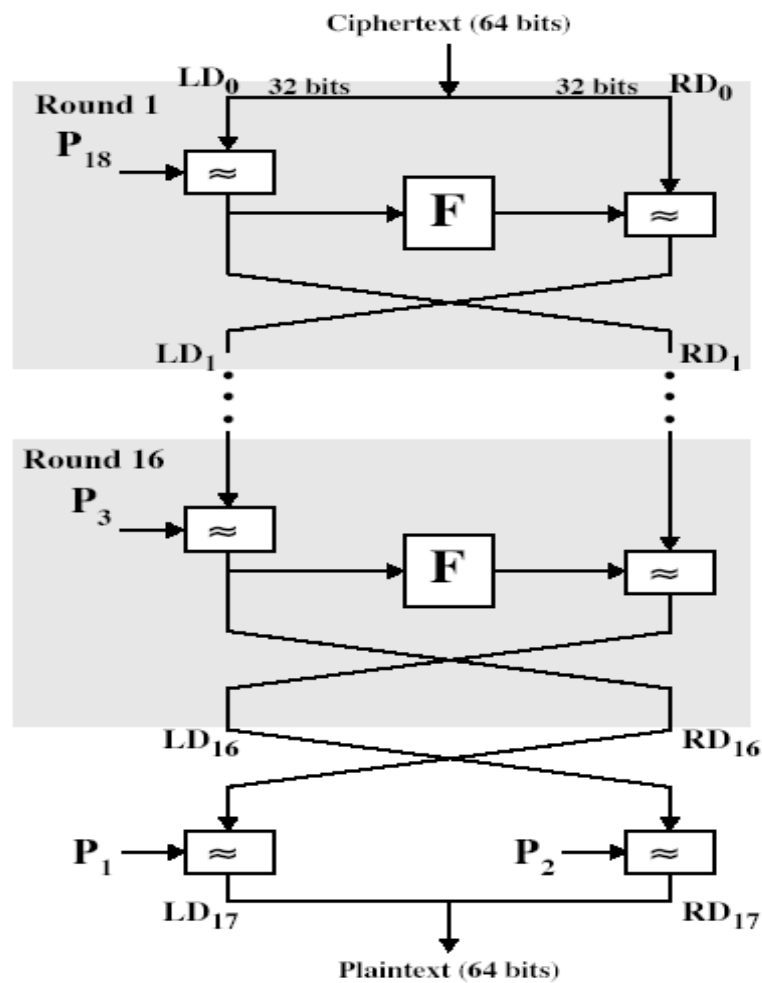 Ciphertext (64 bits)
LD0 32 bits 32 bits RD0
Round 1
P18
≈
F
≈
LD1 RD1
Round 16
P3
≈
F
≈
LD16 RD16
P1 ≈ P2 ≈
LD17 RD17
Plaintext (64 bits)